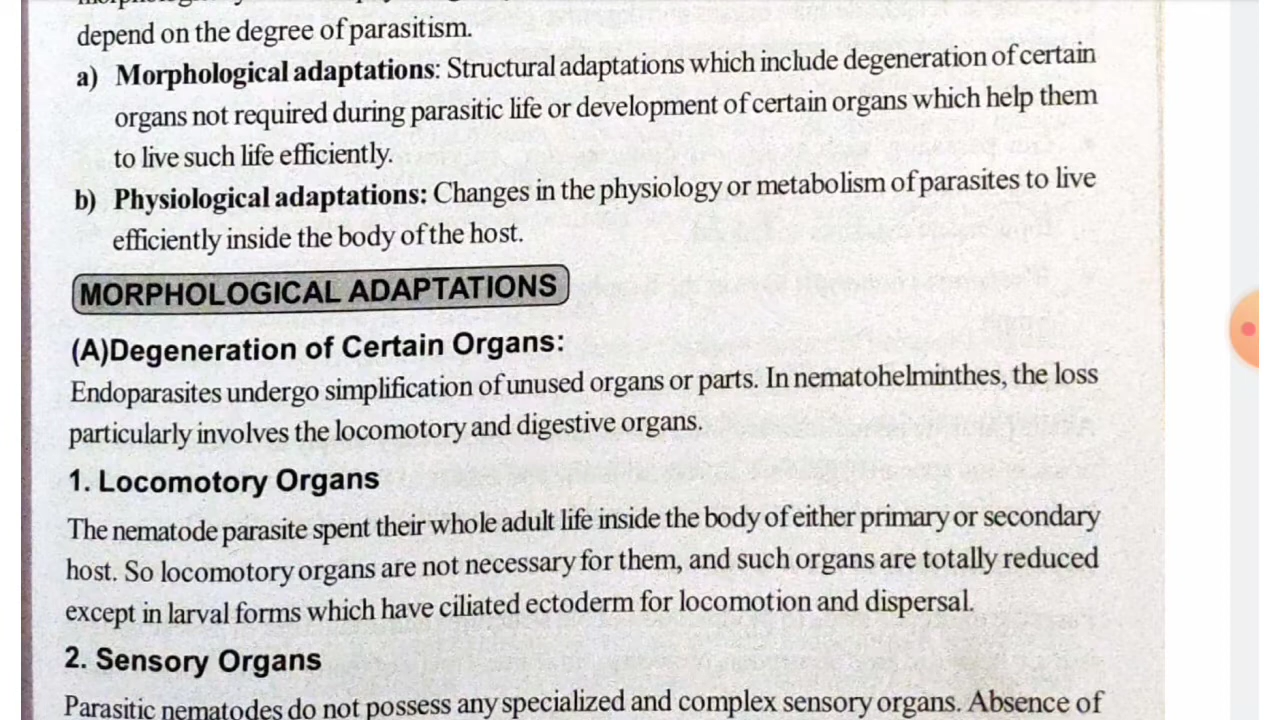 depend on the degree of parasitism.
a) Morphological adaptations: Structural adaptations which include degeneration of certain
organs not required during parasitic life or development of certain organs which help them
to live such life efficiently.
b) Physiological adaptations: Changes in the physiology or metabolism of parasites to live
efficiently inside the body of the host.
MORPHOLOGICAL ADAPTATIONS
(A)Degeneration of Certain Organs:
Endoparasites undergo simplification of unused organs or parts. In nematohelminthes, the loss
particularly involves the locomotory and digestive organs.
1. Locomotory Organs
The nematode parasite spent their whole adult life inside the body of either primary or secondary
host. So locomotory organs are not necessary for them, and such organs are totally reduced
except in larval forms which have ciliated ectoderm for locomotion and dispersal.
2. Sensory Organs
Parasitic nematodes do not possess any specialized and complex sensory organs. Absence of